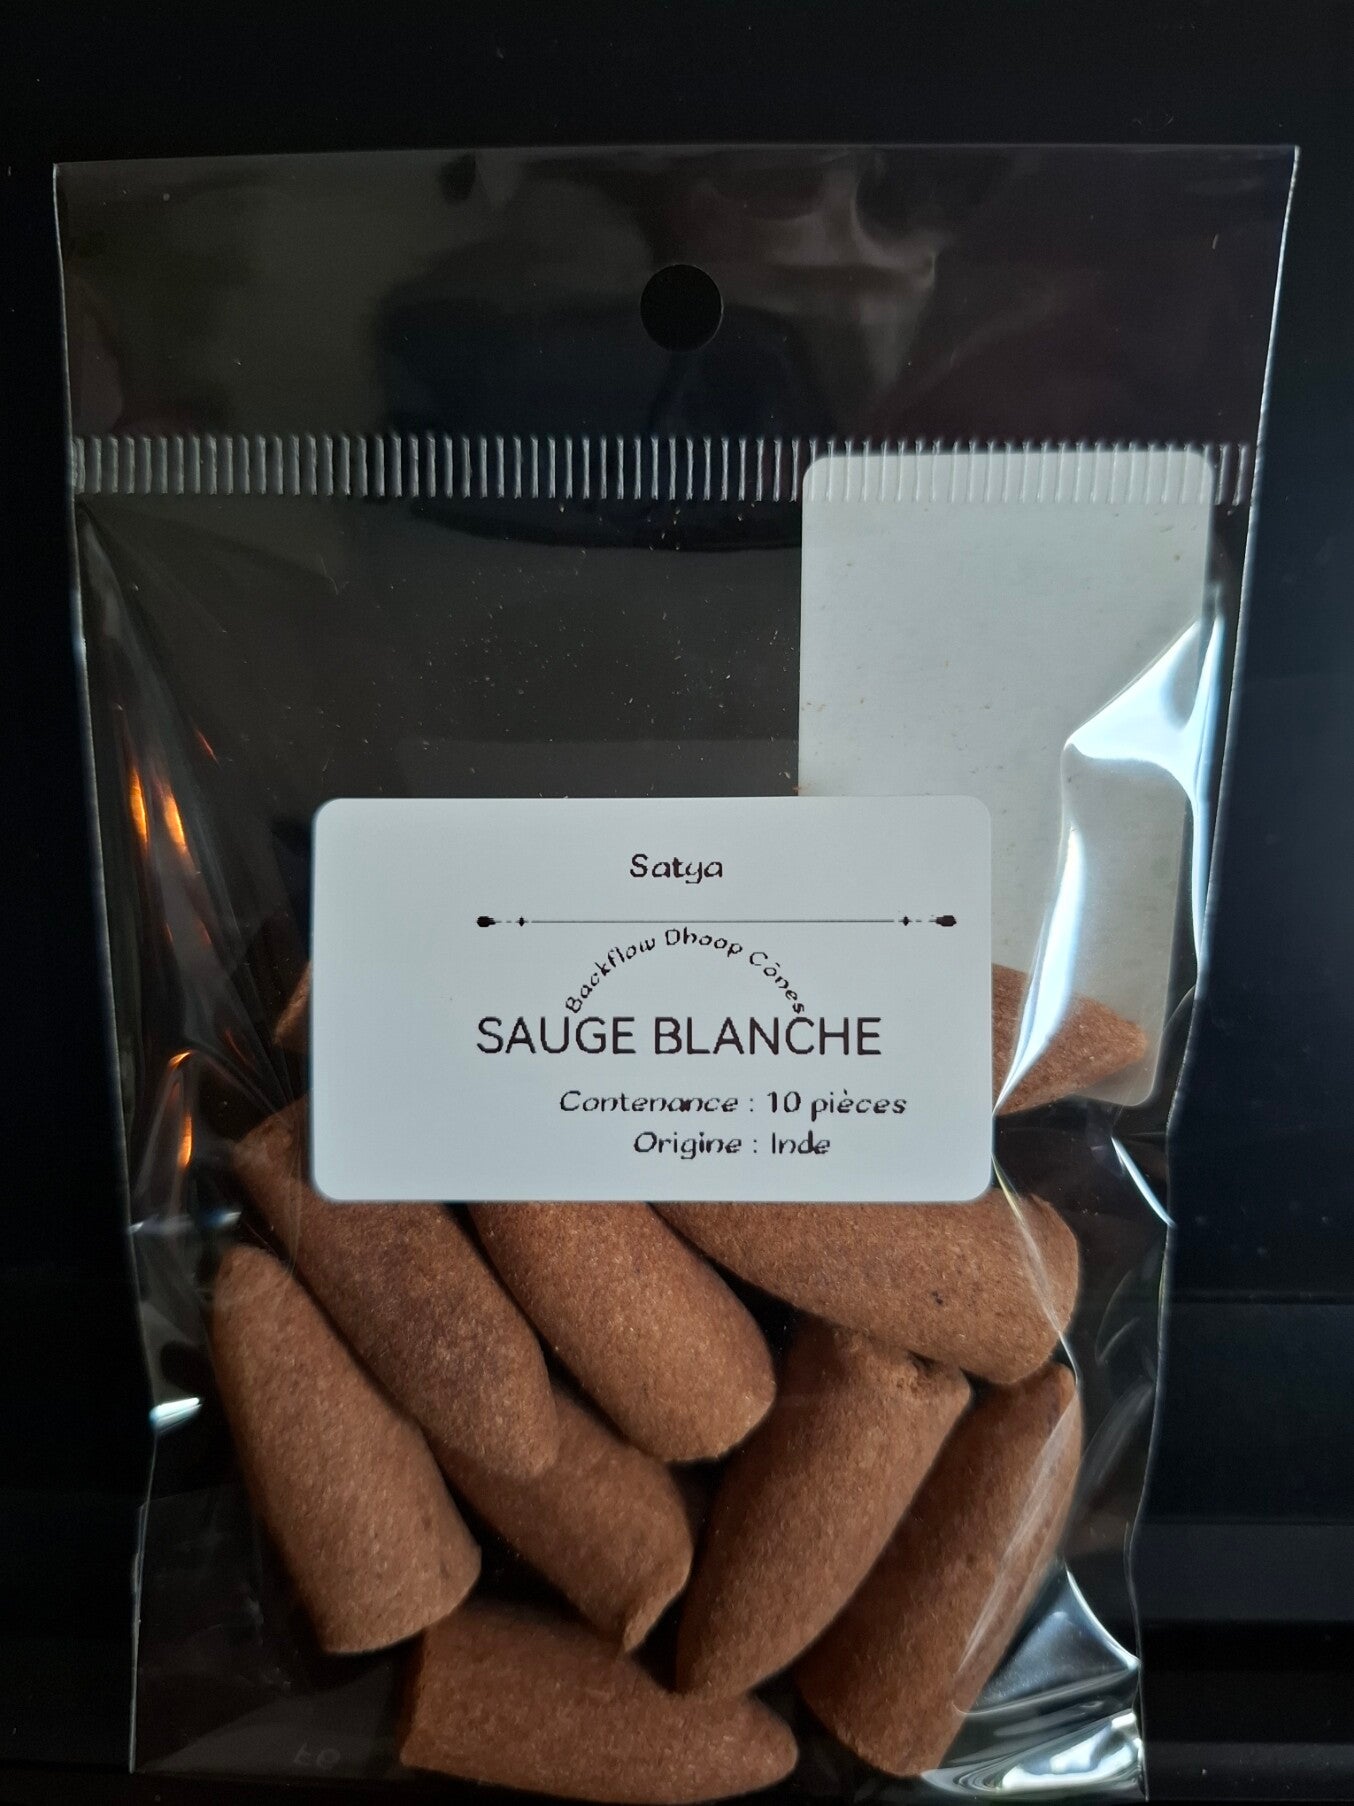 Satya
Backflow Dhoop Cônes
SAUGE BLANCHE
Contenance : 10 pièces
Origine : Inde